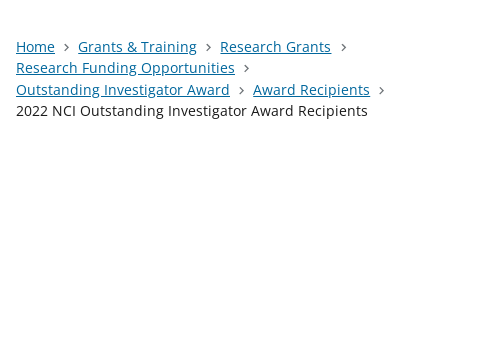 Home > Grants & Training > Research Grants >
Research Funding Opportunities >
Outstanding Investigator Award > Award Recipients >
2022 NCI Outstanding Investigator Award Recipients